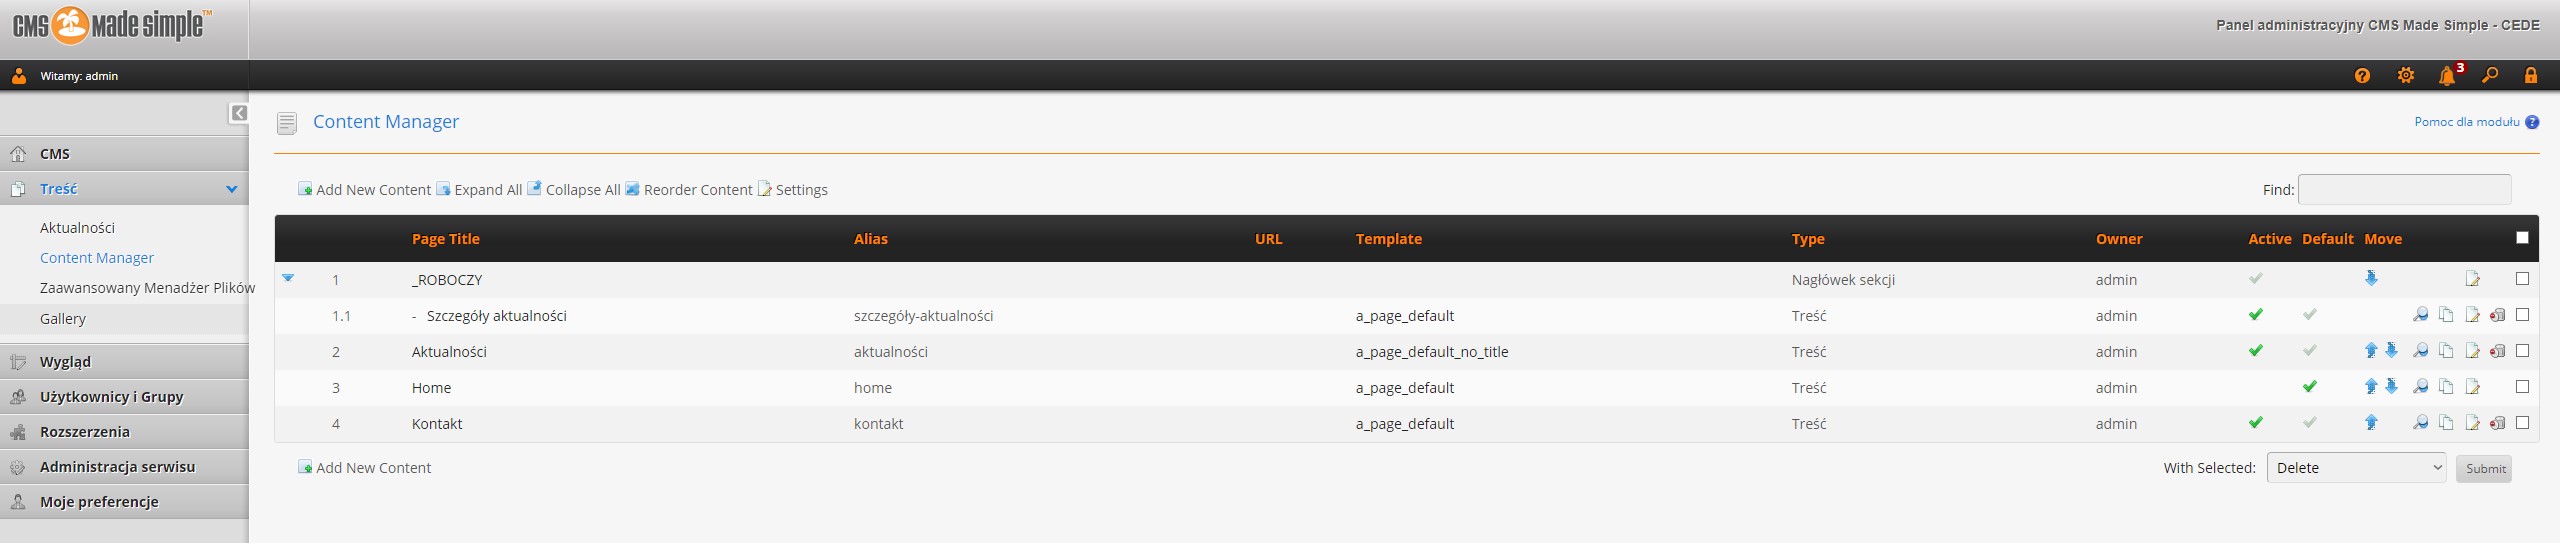 CMS Made Simple™
Panel administracyjny CMS Made Simple - CEDE
Witamy: admin
3
Content Manager
Pomoc dla modułu ?
CMS
Treść
Aktualności
Content Manager
Zaawansowany Menadżer Plików
Gallery
Wygląd
Użytkownicy i Grupy
Rozszerzenia
Administracja serwisu
Moje preferencje
Add New Content Expand All Collapse All Reorder Content Settings
Find:
Page Title Alias URL Template Type Owner Active Default Move
1 _ROBOCZY Nagłówek sekcji admin
1.1 - Szczegóły aktualności szczegóły-aktualności a_page_default Treść admin
2 Aktualności aktualności a_page_default_no_title Treść admin
3 Home home a_page_default Treść admin
4 Kontakt kontakt a_page_default Treść admin
Add New Content
With Selected: Delete Submit